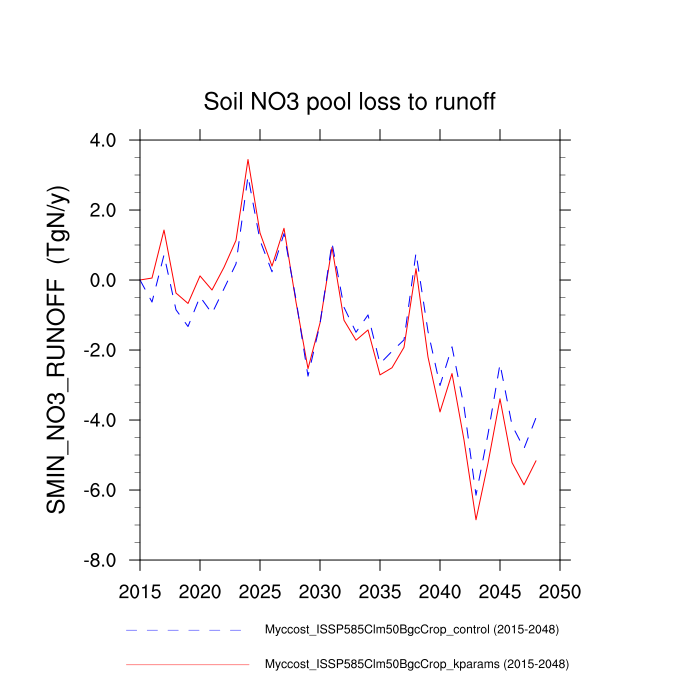 Soil NO3 pool loss to runoff
SMIN_NO3_RUNOFF (TgN/y)
4.0
2.0
0.0
-2.0
-4.0
-6.0
-8.0
2015 2020 2025 2030 2035 2040 2045 2050
Myccost_ISSP585Clm50BgcCrop_control (2015-2048)
Myccost_ISSP585Clm50BgcCrop_kparams (2015-2048)